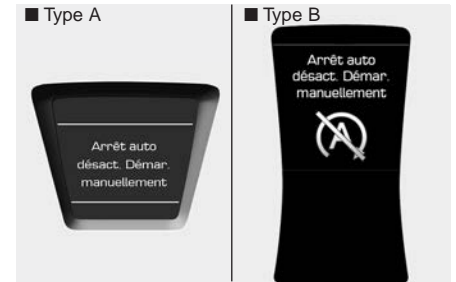 ■ Type A
Arrêt auto
désact. Démar.
manuellement
■ Type B
Arrêt auto
désact. Démar.
manuellement
A